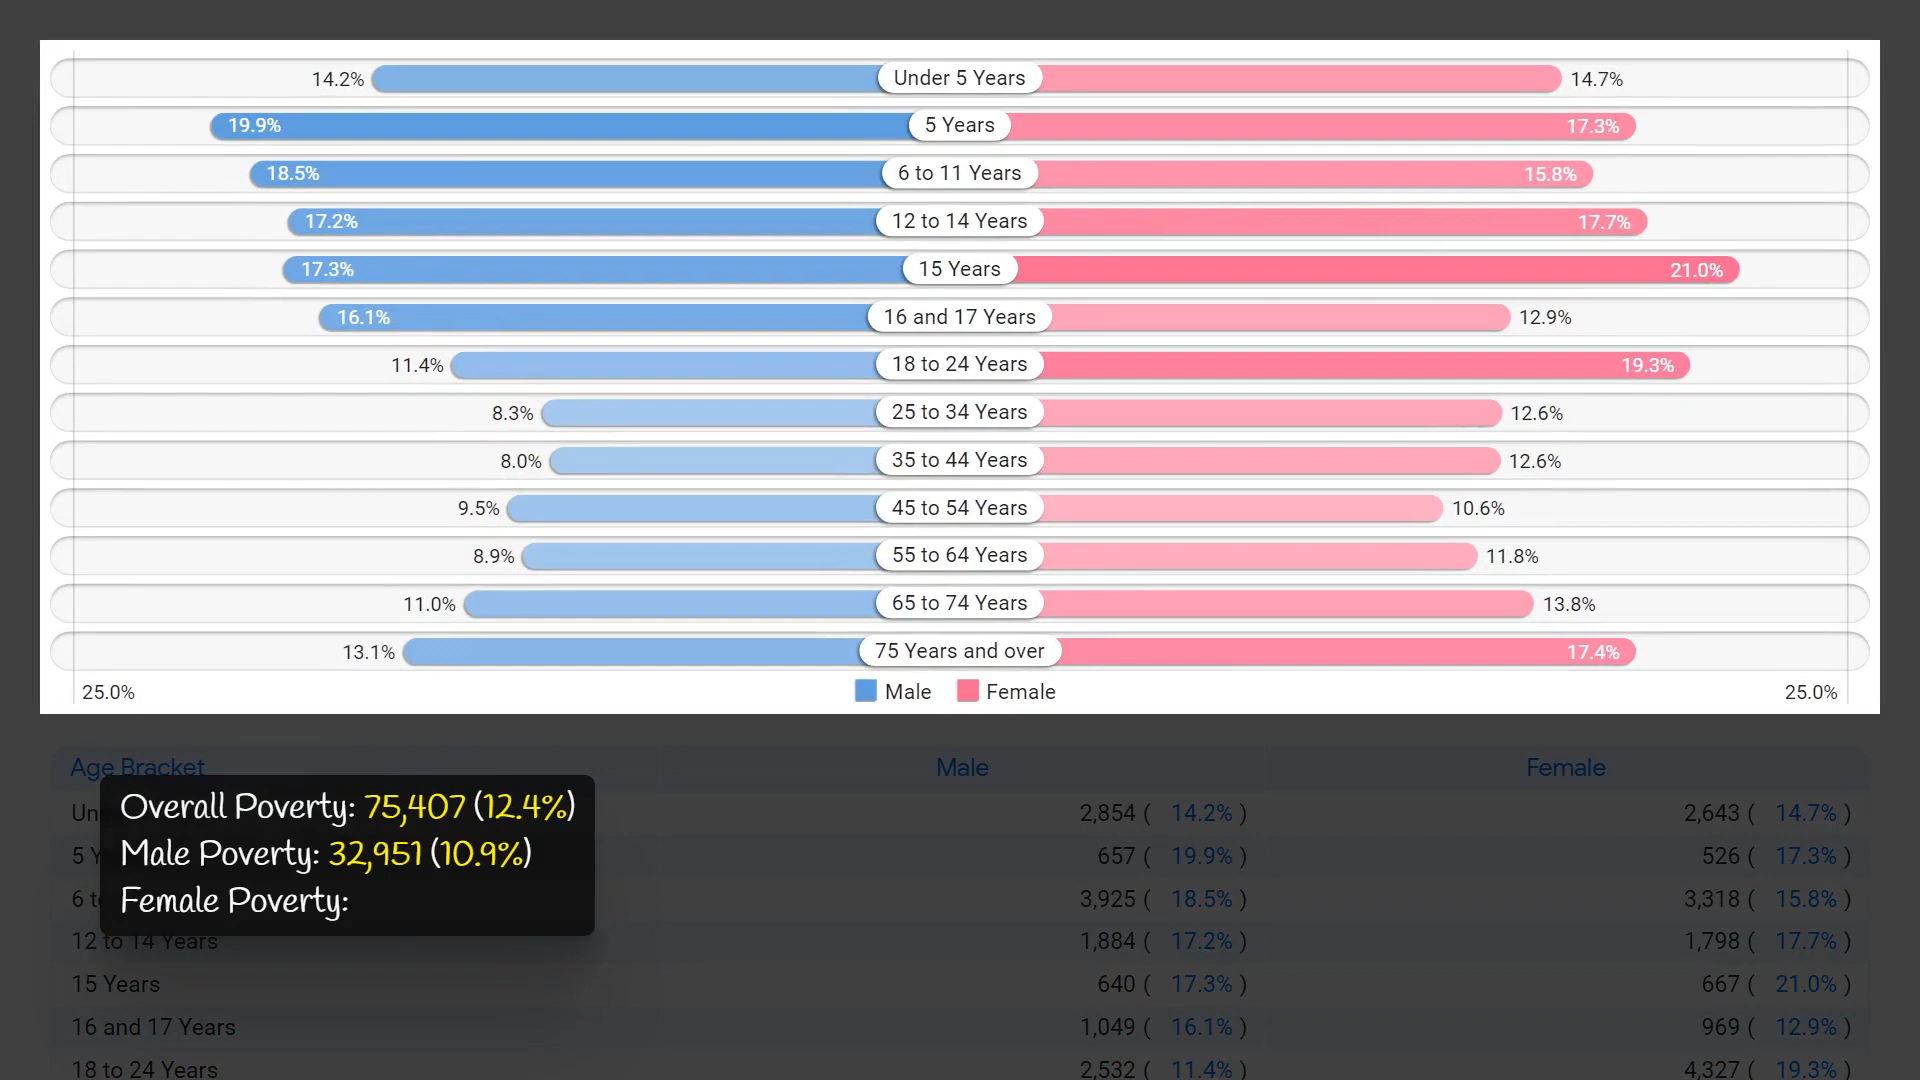 14.2% Under 5 Years 14.7%
19.9% 5 Years 17.3%
18.5% 6 to 11 Years 15.8%
17.2% 12 to 14 Years 17.7%
17.3% 15 Years 21.0%
16.1% 16 and 17 Years 12.9%
11.4% 18 to 24 Years 19.3%
8.3% 25 to 34 Years 12.6%
8.0% 35 to 44 Years 12.6%
9.5% 45 to 54 Years 10.6%
8.9% 55 to 64 Years 11.8%
11.0% 65 to 74 Years 13.8%
13.1% 75 Years and over 17.4%
25.0% Male Female 25.0%
Age Bracket Male Female
Overall Poverty: 75,407 (12.4%)
Male Poverty: 32,951 (10.9%)
Female Poverty:
Un 2,854 ( 14.2% ) 2,643 ( 14.7% )
5 Y 657 ( 19.9% ) 526 ( 17.3% )
6 to 3,925 ( 18.5% ) 3,318 ( 15.8% )
12 to 14 Years 1,884 ( 17.2% ) 1,798 ( 17.7% )
15 Years 640 ( 17.3% ) 667 ( 21.0% )
16 and 17 Years 1,049 ( 16.1% ) 969 ( 12.9% )
18 to 24 Years 2,532 ( 11.4% ) 4,327 ( 19.3% )